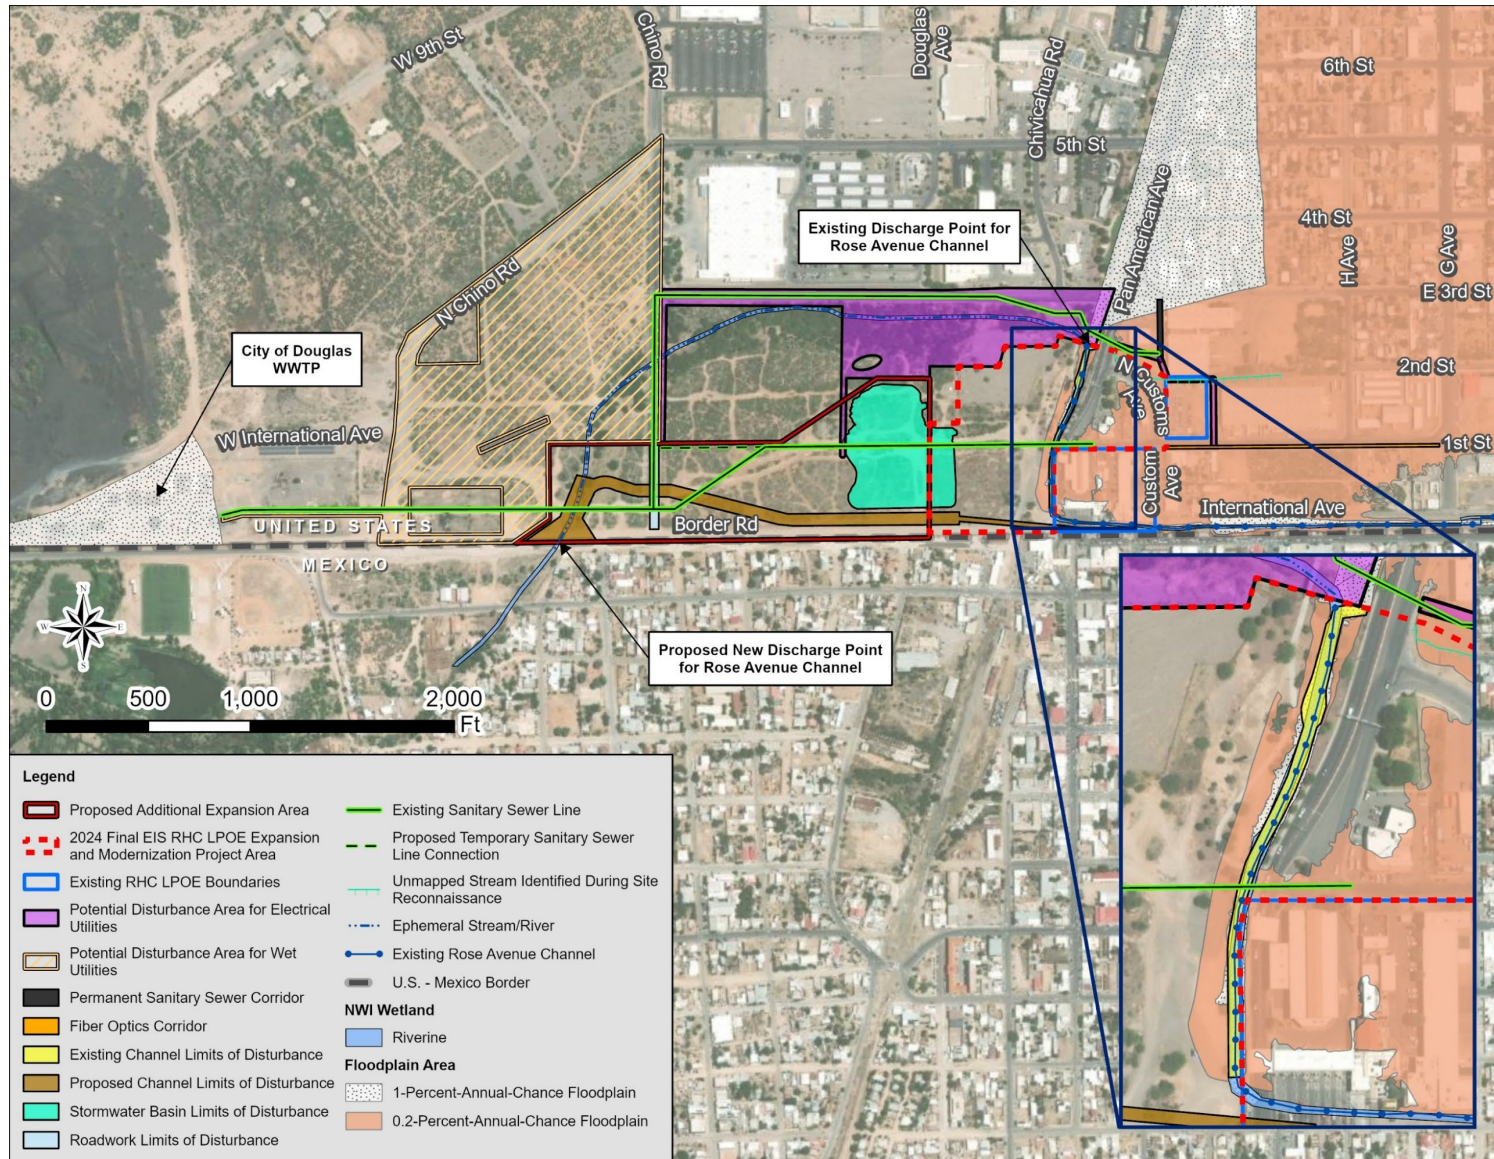 W 9th St
Chino Rd
Douglas
Ave
Chivicahua Rd
6th St
5th St
Pan American Ave
4th St
H Ave
G Ave
E 3rd St
Existing Discharge Point for
Rose Avenue Channel
N Chino Rd
City of Douglas
WWTP
2nd St
N Customs
Ave
W International Ave
1st St
Custom
Ave
International Ave
Border Rd
UNITED STATES
MEXICO
N
W
E
S
Proposed New Discharge Point
for Rose Avenue Channel
0 500 1,000 2,000
Ft
Legend
Proposed Additional Expansion Area
2024 Final EIS RHC LPOE Expansion
and Modernization Project Area
Existing RHC LPOE Boundaries
Potential Disturbance Area for Electrical
Utilities
Potential Disturbance Area for Wet
Utilities
Permanent Sanitary Sewer Corridor
Fiber Optics Corridor
Existing Channel Limits of Disturbance
Proposed Channel Limits of Disturbance
Stormwater Basin Limits of Disturbance
Roadwork Limits of Disturbance
Existing Sanitary Sewer Line
Proposed Temporary Sanitary Sewer
Line Connection
Unmapped Stream Identified During Site
Reconnaissance
Ephemeral Stream/River
Existing Rose Avenue Channel
U.S. - Mexico Border
NWI Wetland
Riverine
Floodplain Area
1-Percent-Annual-Chance Floodplain
0.2-Percent-Annual-Chance Floodplain